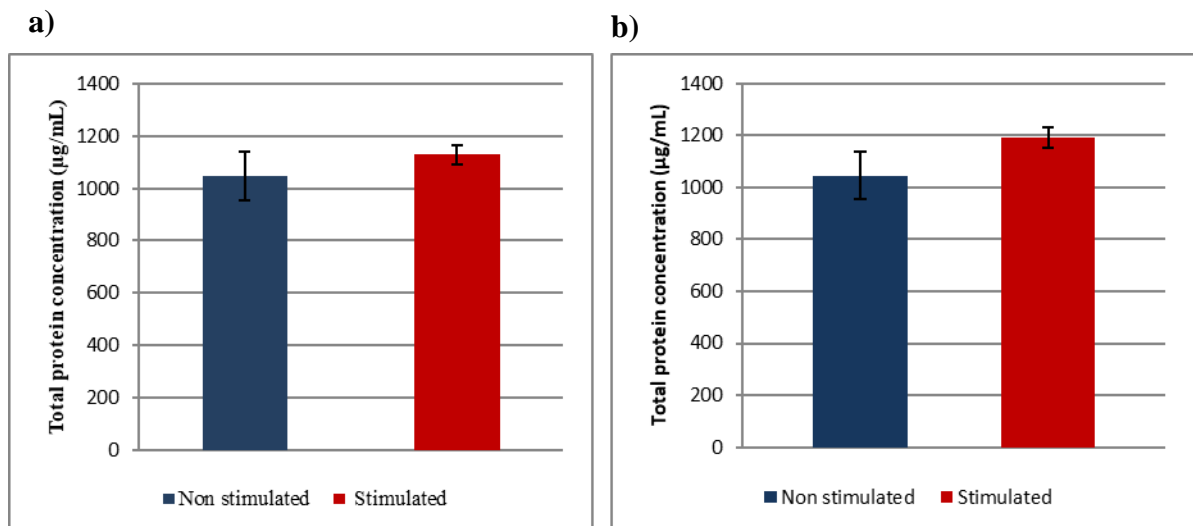 a)
Total protein concentration (µg/mL)
1400
1200
1000
800
600
400
200
0
Non stimulated Stimulated
b)
Total protein concentration (µg/mL)
1400
1200
1000
800
600
400
200
0
Non stimulated Stimulated